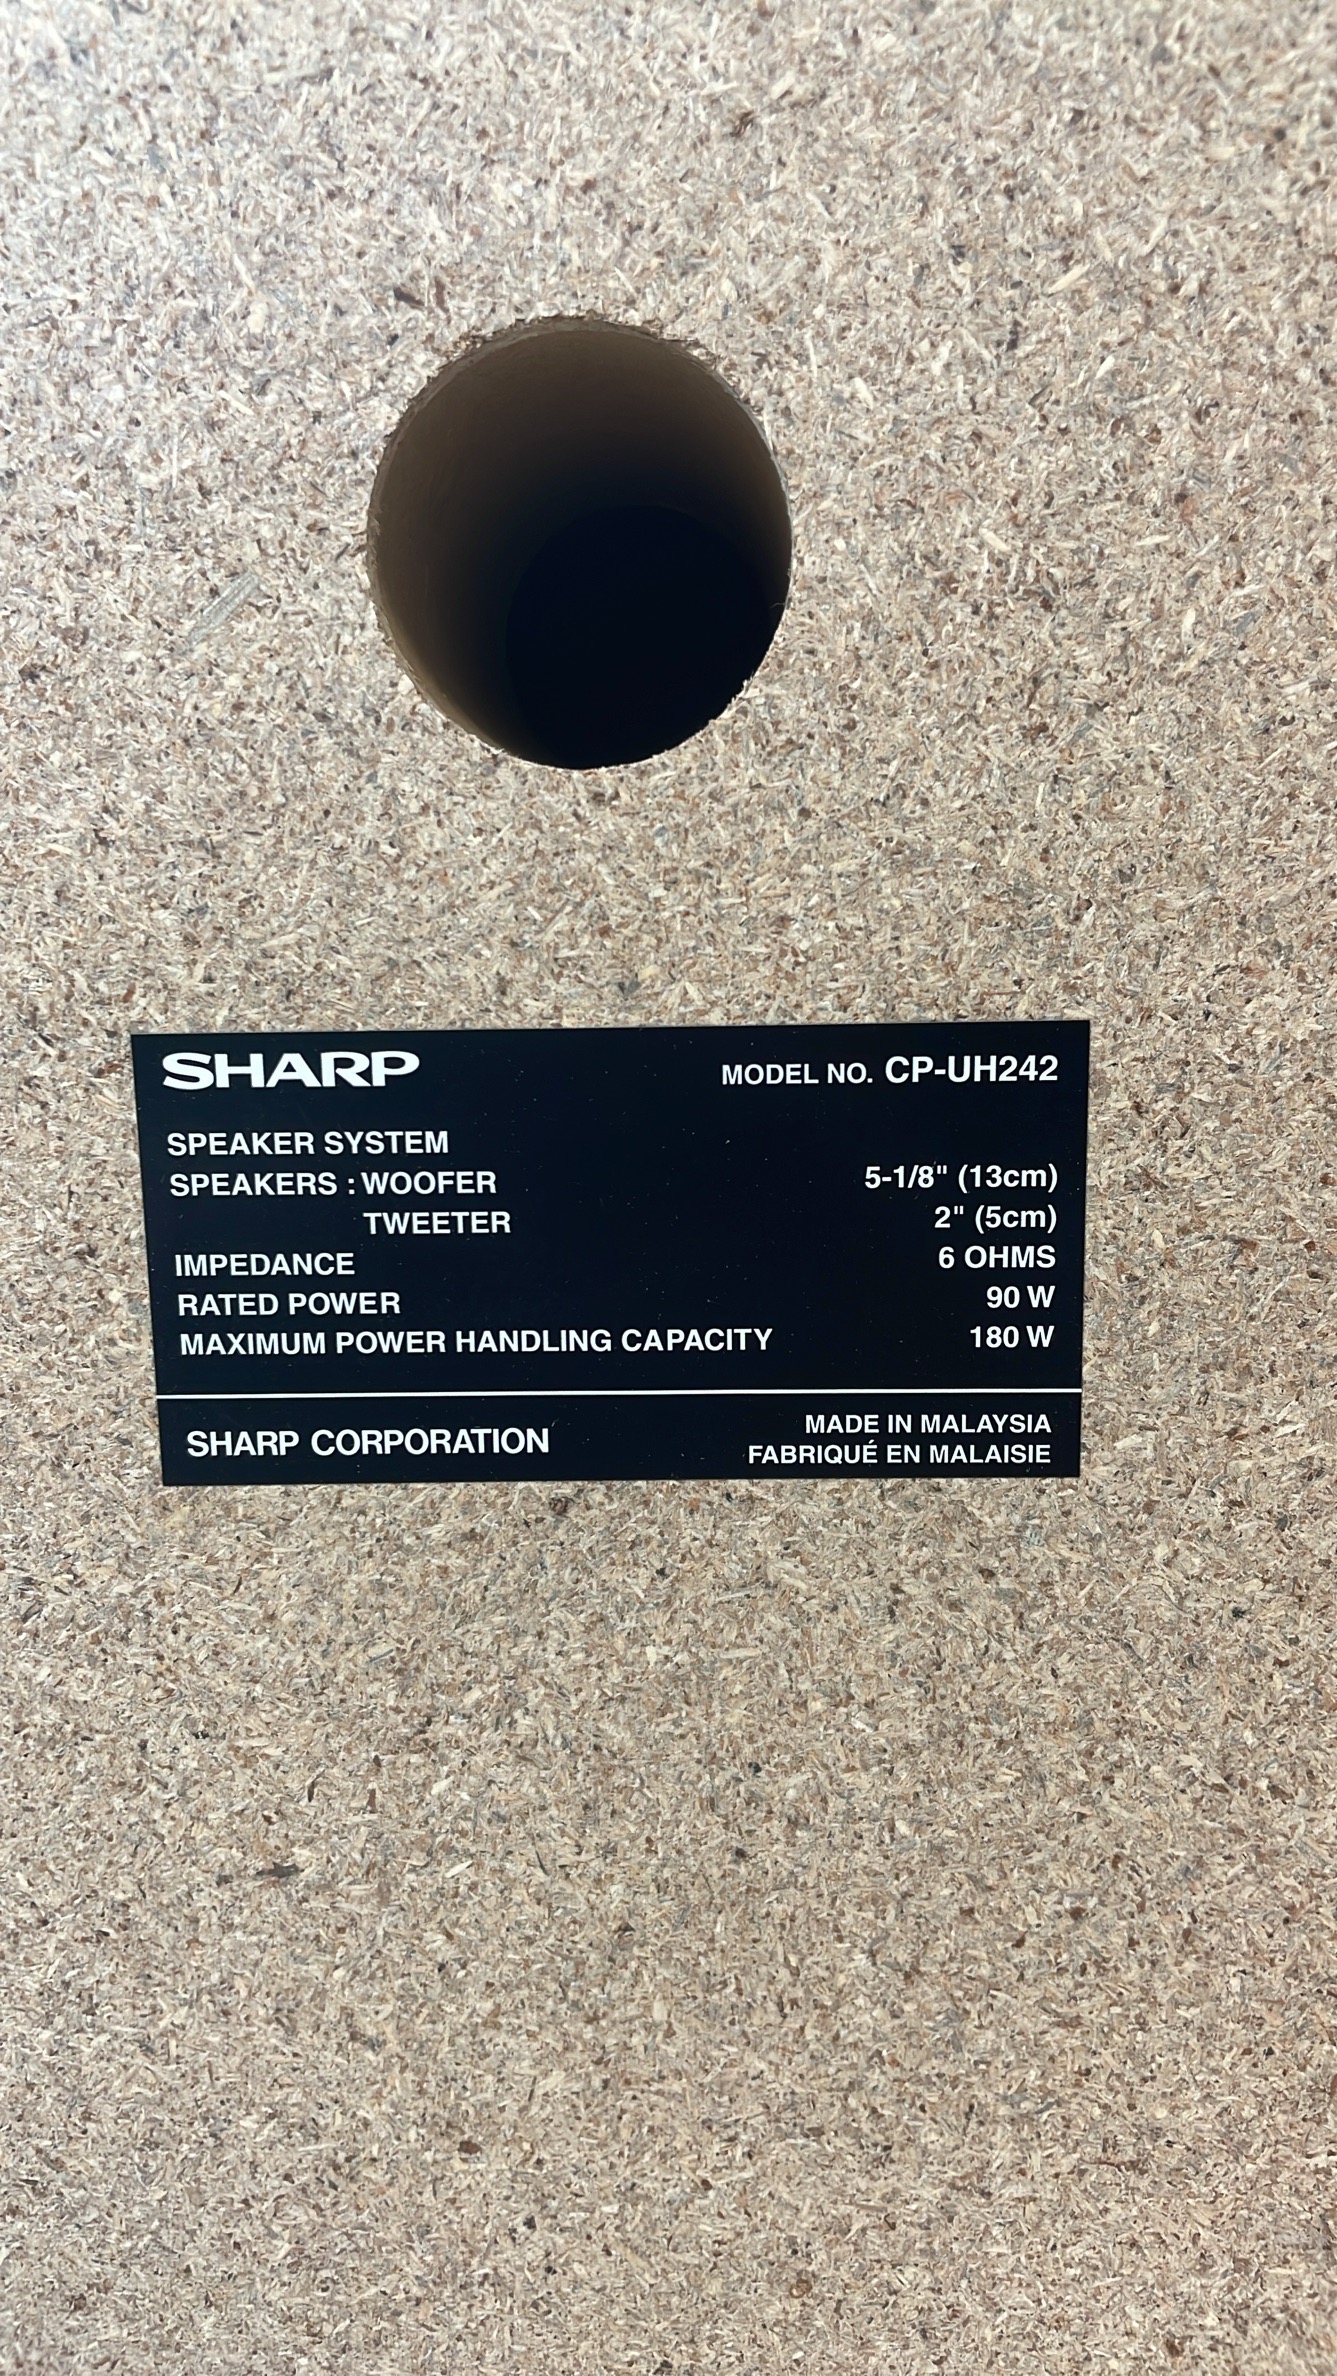 SHARP MODEL NO. CP-UH242
SPEAKER SYSTEM
SPEAKERS : WOOFER 5-1/8" (13cm)
TWEETER 2" (5cm)
IMPEDANCE 6 OHMS
RATED POWER 90 W
MAXIMUM POWER HANDLING CAPACITY 180 W
SHARP CORPORATION
MADE IN MALAYSIA
FABRIQUÉ EN MALAISIE